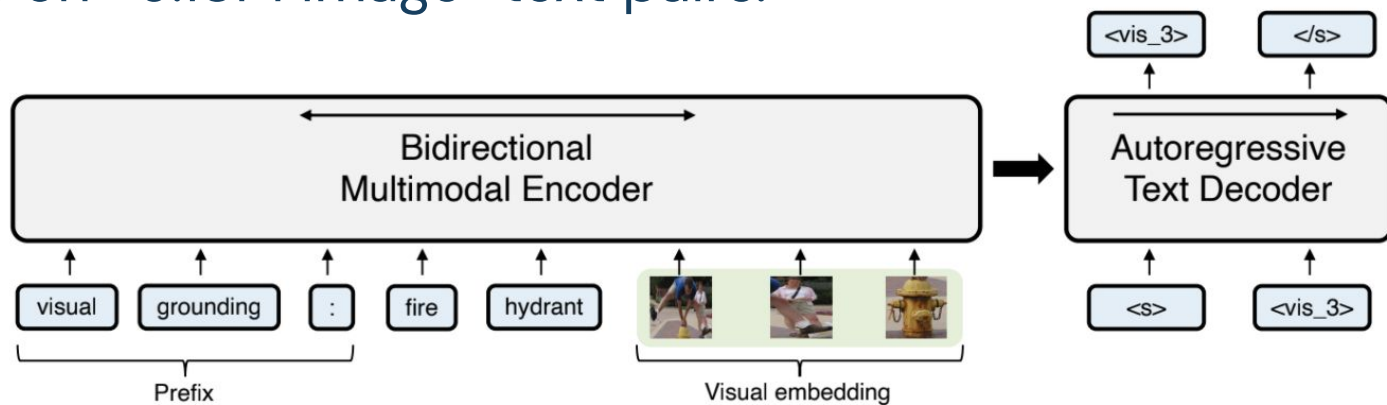 <vis_3> </s>
Bidirectional
Multimodal Encoder
Autoregressive
Text Decoder
visual grounding : fire hydrant
<s> <vis_3>
Prefix
Visual embedding